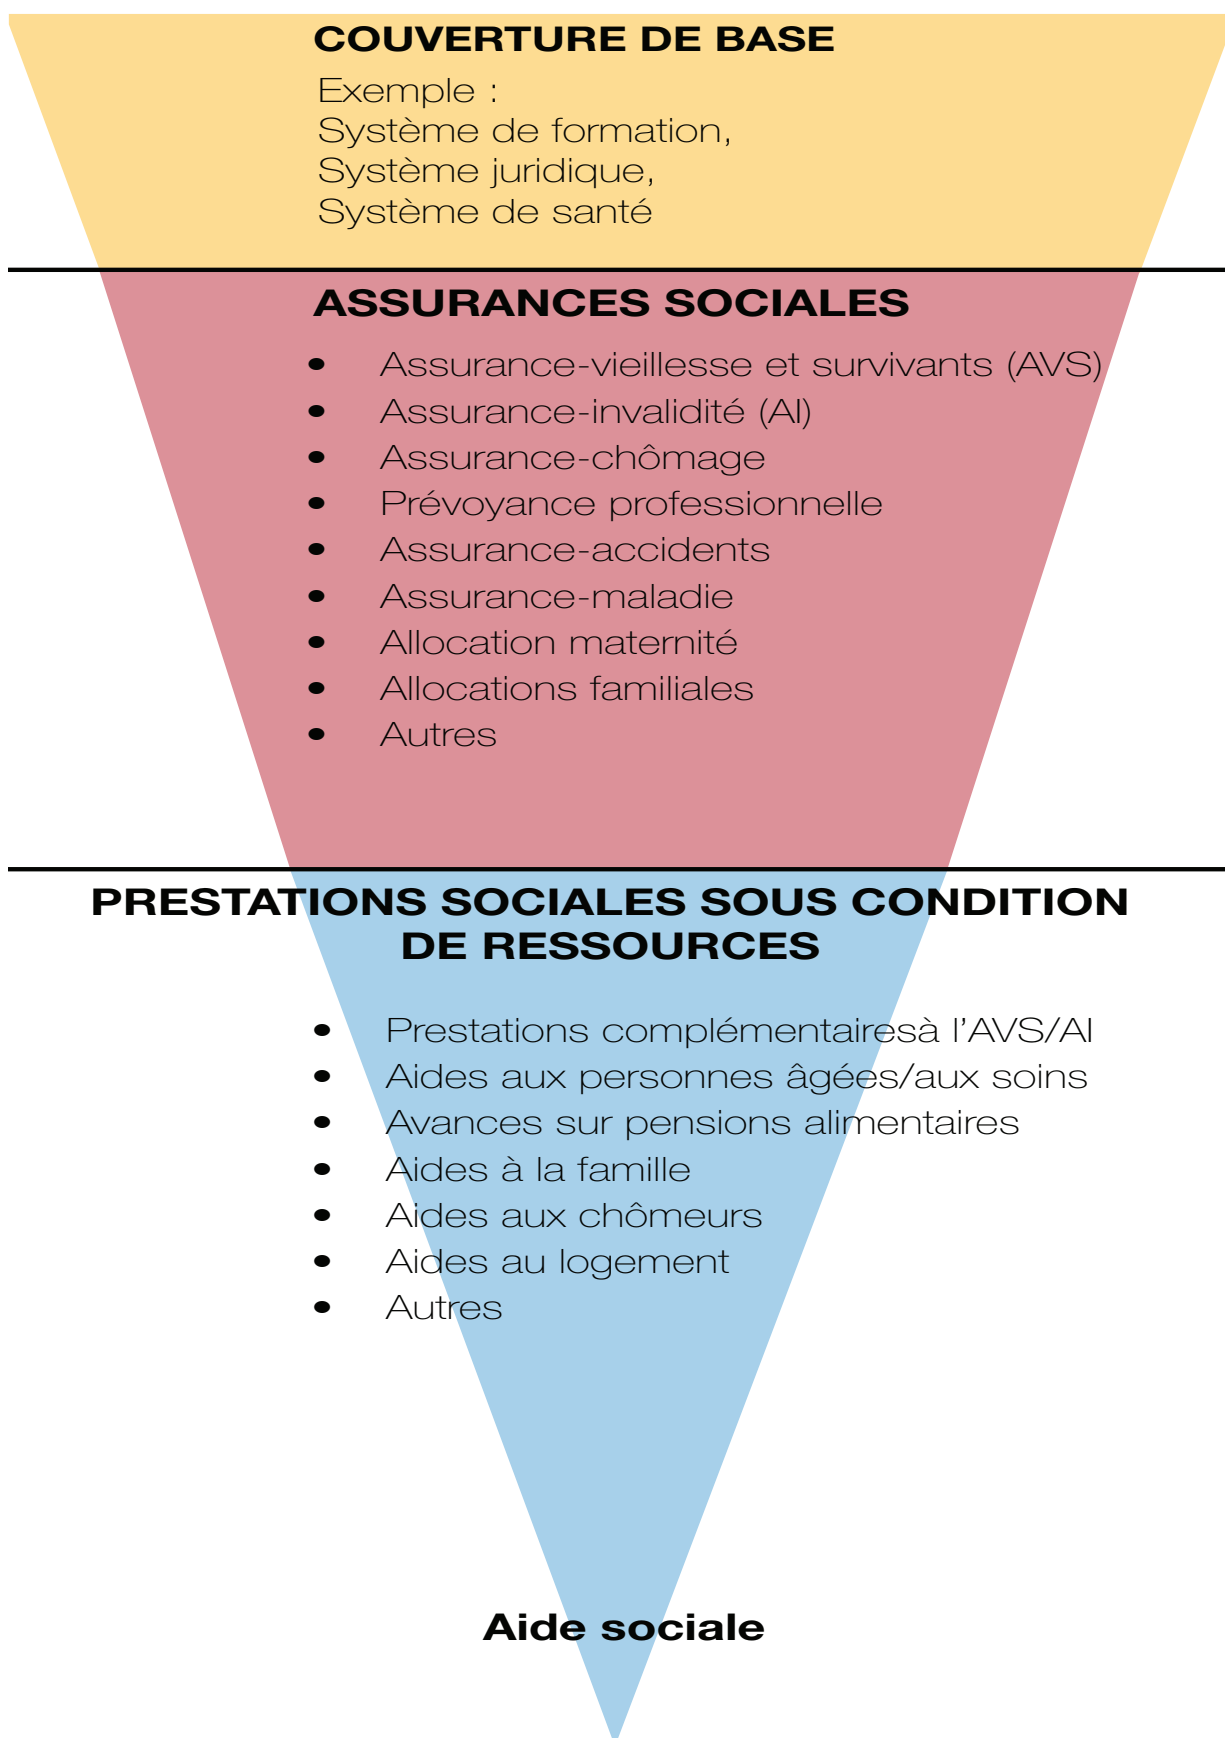 COUVERTURE DE BASE
Exemple :
Système de formation,
Système juridique,
Système de santé
ASSURANCES SOCIALES
• Assurance-vieillesse et survivants (AVS)
• Assurance-invalidité (AI)
• Assurance-chômage
• Prévoyance professionnelle
• Assurance-accidents
• Assurance-maladie
• Allocation maternité
• Allocations familiales
• Autres
PRESTATIONS SOCIALES SOUS CONDITION
DE RESSOURCES
• Prestations complémentairesà l’AVS/AI
• Aides aux personnes âgées/aux soins
• Avances sur pensions alimentaires
• Aides à la famille
• Aides aux chômeurs
• Aides au logement
• Autres
Aide sociale